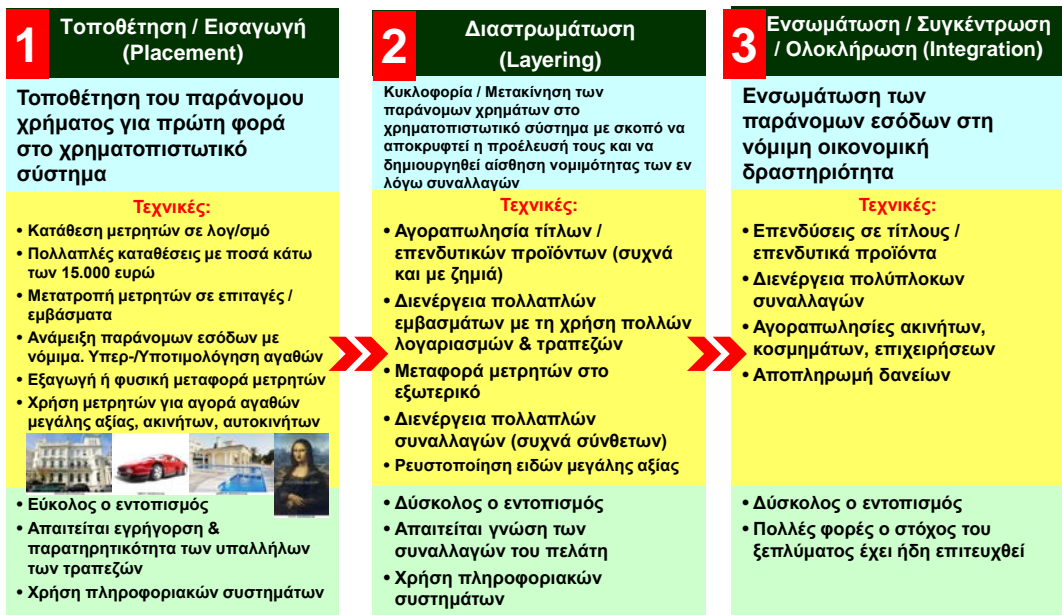 1
Τοποθέτηση / Εισαγωγή
(Placement)
Τοποθέτηση του παράνομου
χρήματος για πρώτη φορά
στο χρηματοπιστωτικό
σύστημα
Τεχνικές:
• Κατάθεση μετρητών σε λογ/σμό
• Πολλαπλές καταθέσεις με ποσά κάτω
των 15.000 ευρώ
• Μετατροπή μετρητών σε επιταγές /
εμβάσματα
• Ανάμειξη παράνομων εσόδων με
νόμιμα. Υπερ-/Υποτιμολόγηση αγαθών
• Εξαγωγή ή φυσική μεταφορά μετρητών
• Χρήση μετρητών για αγορά αγαθών
μεγάλης αξίας, ακινήτων, αυτοκινήτων
• Εύκολος ο εντοπισμός
• Απαιτείται εγρήγορση &
παρατηρητικότητα των υπαλλήλων
των τραπεζών
• Χρήση πληροφοριακών συστημάτων
2
Διαστρωμάτωση
(Layering)
Κυκλοφορία / Μετακίνηση των
παράνομων χρημάτων στο
χρηματοπιστωτικό σύστημα με σκοπό να
αποκρυφτεί η προέλευσή τους και να
δημιουργηθεί αίσθηση νομιμότητας των εν
λόγω συναλλαγών
Τεχνικές:
• Αγοραπωλησία τίτλων /
επενδυτικών προϊόντων (συχνά
και με ζημιά)
• Διενέργεια πολλαπλών
εμβασμάτων με τη χρήση πολλών
λογαριασμών & τραπεζών
• Μεταφορά μετρητών στο
εξωτερικό
• Διενέργεια πολλαπλών
συναλλαγών (συχνά σύνθετων)
• Ρευστοποίηση ειδών μεγάλης αξίας
• Δύσκολος ο εντοπισμός
• Απαιτείται γνώση των
συναλλαγών του πελάτη
• Χρήση πληροφοριακών
συστημάτων
3
Ενσωμάτωση / Συγκέντρωση
/ Ολοκλήρωση (Integration)
Ενσωμάτωση των
παράνομων εσόδων στη
νόμιμη οικονομική
δραστηριότητα
Τεχνικές:
• Επενδύσεις σε τίτλους /
επενδυτικά προϊόντα
• Διενέργεια πολύπλοκων
συναλλαγών
• Αγοραπωλησίες ακινήτων,
κοσμημάτων, επιχειρήσεων
• Αποπληρωμή δανείων
• Δύσκολος ο εντοπισμός
• Πολλές φορές ο στόχος του
ξεπλύματος έχει ήδη επιτευχθεί